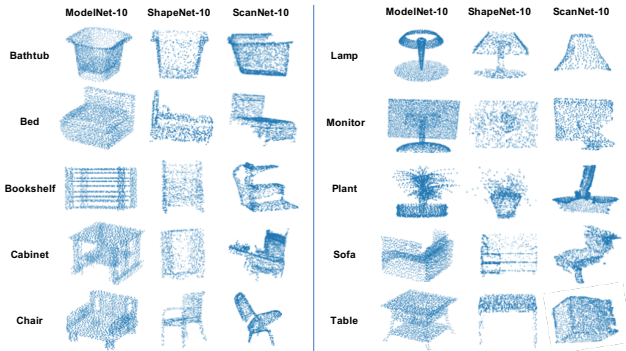 ModelNet-10 ShapeNet-10 ScanNet-10
Bathtub
Bed
Bookshelf
Cabinet
Chair
ModelNet-10 ShapeNet-10 ScanNet-10
Lamp
Monitor
Plant
Sofa
Table